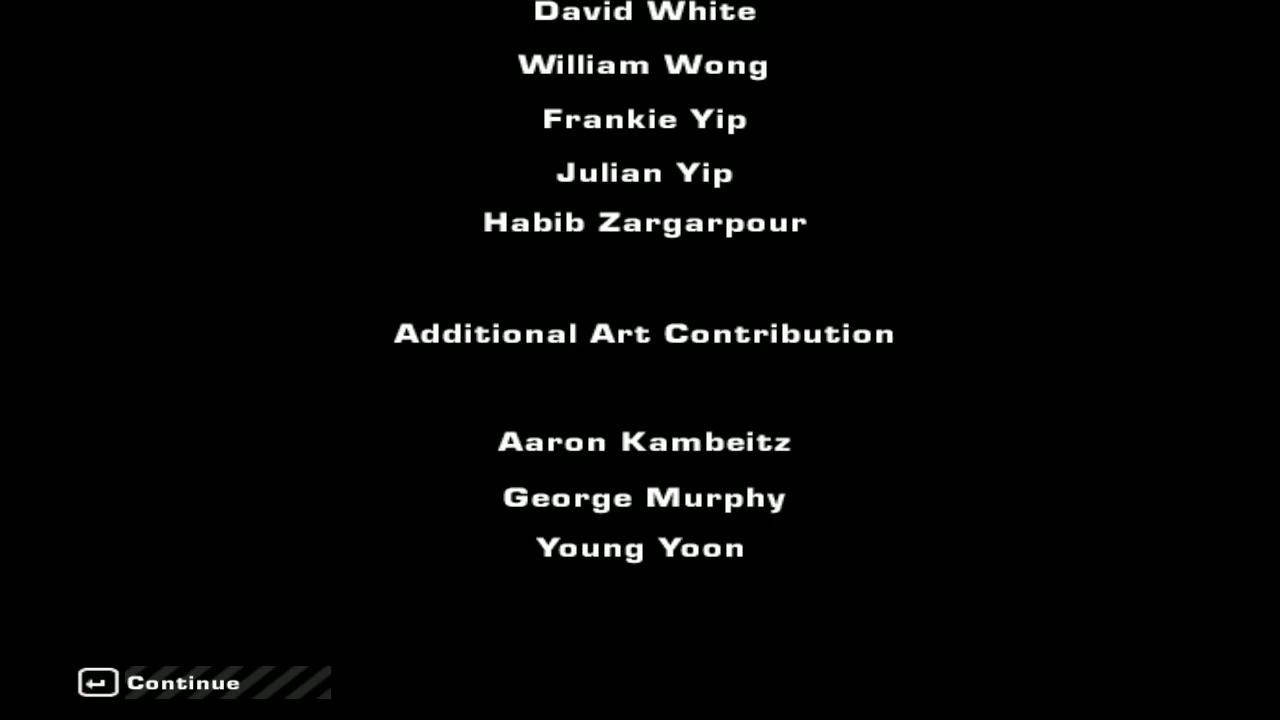 David White
William Wong
Frankie Yip
Julian Yip
Habib Zargarpour
Additional Art Contribution
Aaron Kambeitz
George Murphy
Young Yoon
Continue